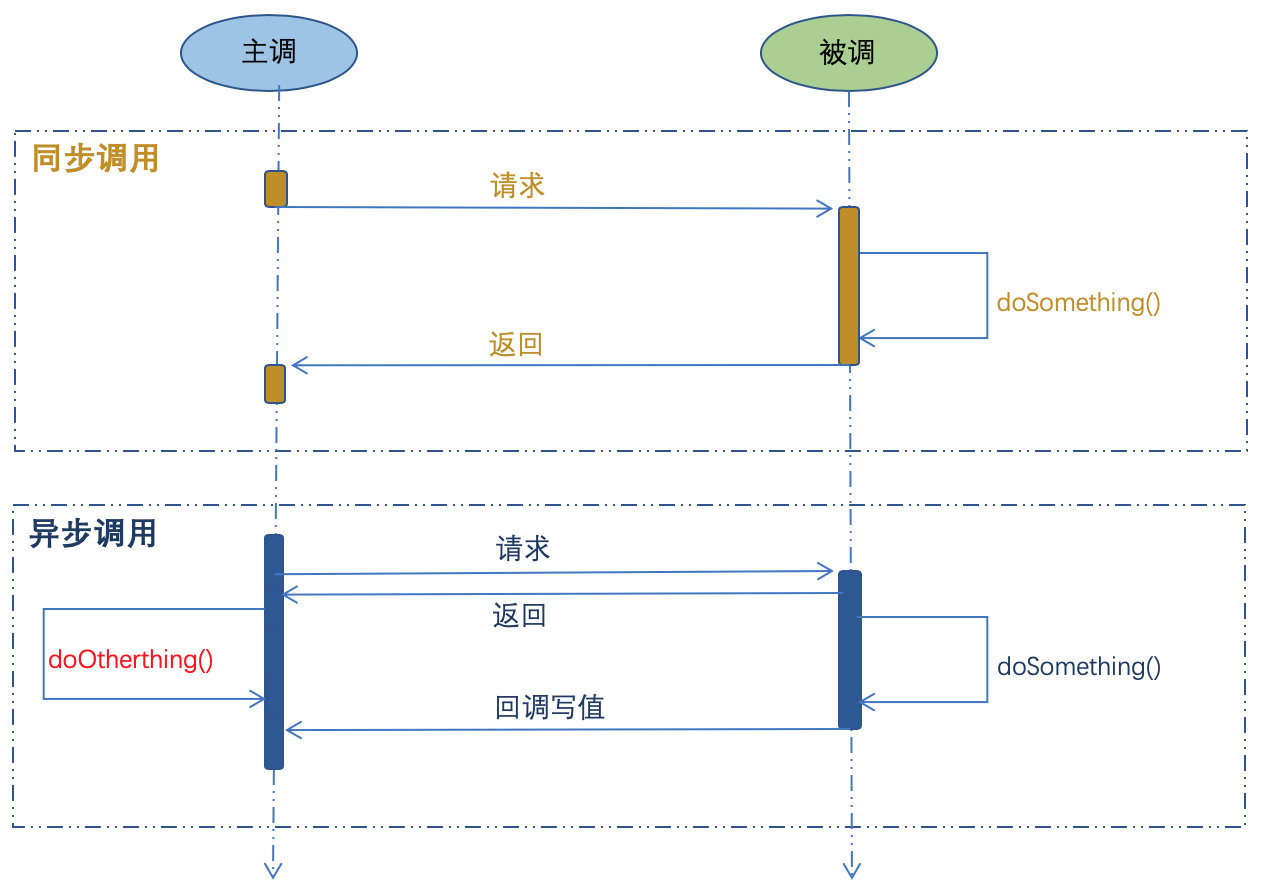 主调
被调
同步调用
请求
doSomething()
返回
异步调用
请求
返回
doOtherthing()
doSomething()
回调写值